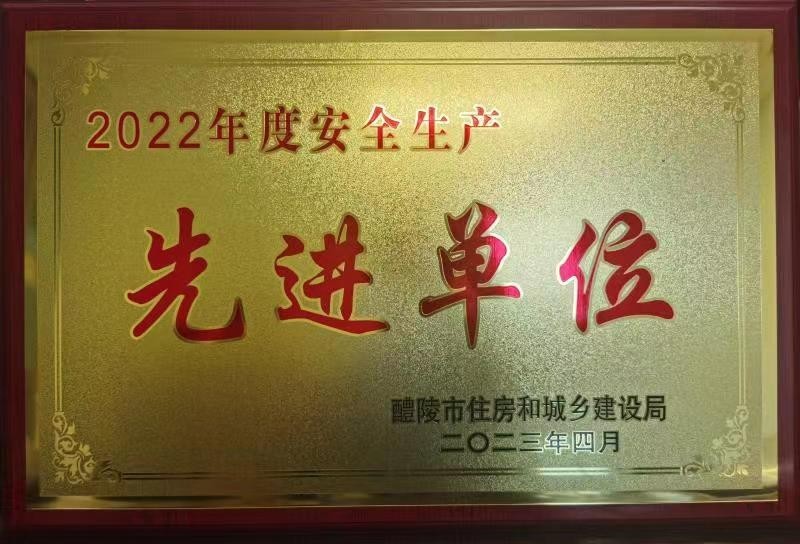 2022年度安全生产
先进单位
醴陵市住房和城乡建设局
二〇二三年四月